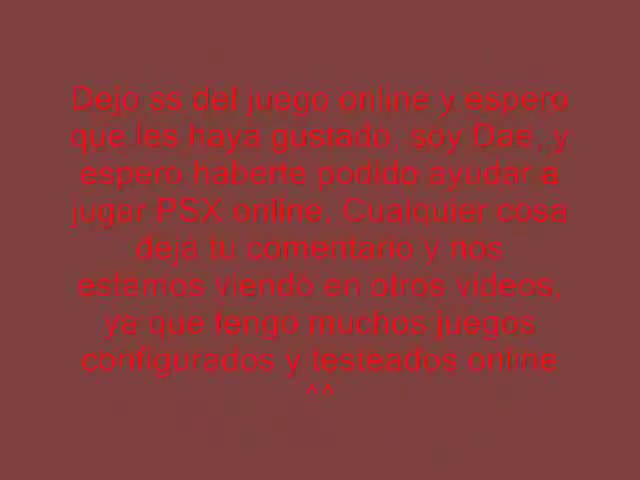 Dejo ss del juego online y espero
que les haya gustado, soy Dae, y
espero haberte podido ayudar a
jugar PSX online. Cualquier cosa
deja tu comentario y nos
estamos viendo en otros videos,
ya que tengo muchos juegos
configurados y testeados online
^^